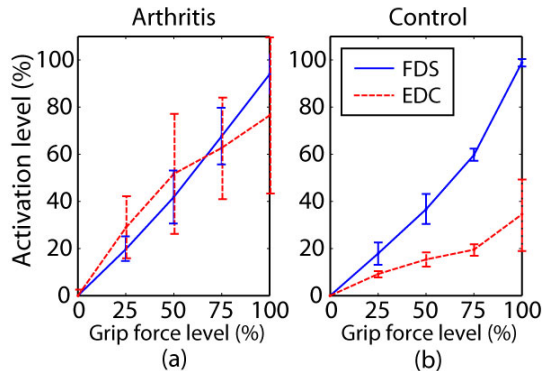 Arthritis
Control
Activation level (%)
100
80
60
40
20
0
0 25 50 75 100
Grip force level (%)
(a)
FDS
EDC
100
80
60
40
20
0
0 25 50 75 100
Grip force level (%)
(b)